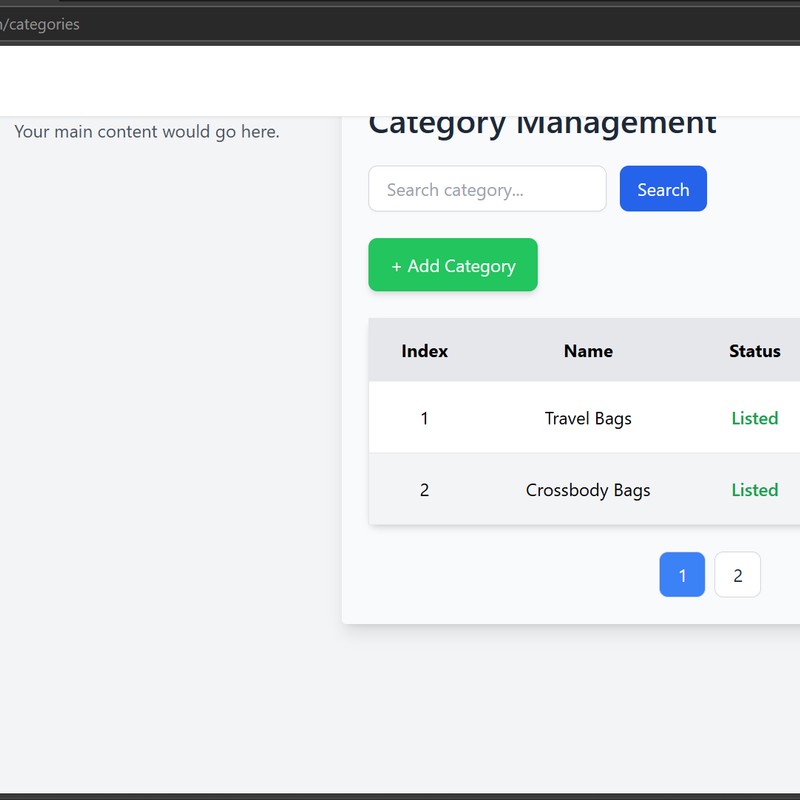 /categories
Your main content would go here.
Category Management
Search category...
Search
+ Add Category
Index Name Status
1 Travel Bags Listed
2 Crossbody Bags Listed
1 2